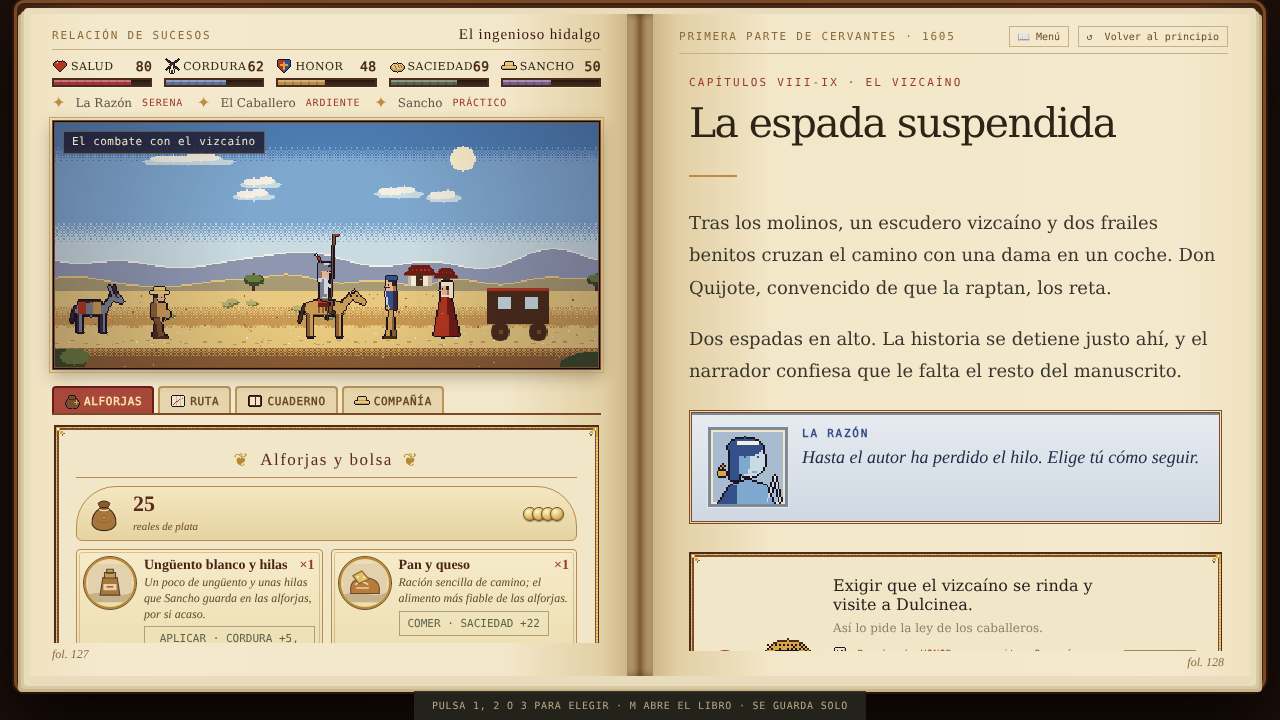 RELACIÓN DE SUCESOS
El ingenioso hidalgo
SALUD 80
CORDURA 62
HONOR 48
SACIEDAD 69
SANCHO 50
La Razón SERENA
El Caballero ARDIENTE
Sancho PRÁCTICO
El combate con el vizcaíno
ALFORJAS
RUTA
CUADERNO
COMPAÑÍA
Alforjas y bolsa
25
reales de plata
Ungüento blanco y hilas ×1
Un poco de ungüento y unas hilas
que Sancho guarda en las alforjas,
por si acaso.
APLICAR · CORDURA +5,
Pan y queso ×1
Ración sencilla de camino; el
alimento más fiable de las alforjas.
COMER · SACIEDAD +22
fol. 127
PRIMERA PARTE DE CERVANTES · 1605
Menú
Volver al principio
CAPÍTULOS VIII-IX · EL VIZCAÍNO
La espada suspendida
Tras los molinos, un escudero vizcaíno y dos frailes
benitos cruzan el camino con una dama en un coche. Don
Quijote, convencido de que la raptan, los reta.
Dos espadas en alto. La historia se detiene justo ahí, y el
narrador confiesa que le falta el resto del manuscrito.
LA RAZÓN
Hasta el autor ha perdido el hilo. Elige tú cómo seguir.
Exigir que el vizcaíno se rinda y
visite a Dulcinea.
Así lo pide la ley de los caballeros.
fol. 128
PULSA 1, 2 O 3 PARA ELEGIR · M ABRE EL LIBRO · SE GUARDA SOLO